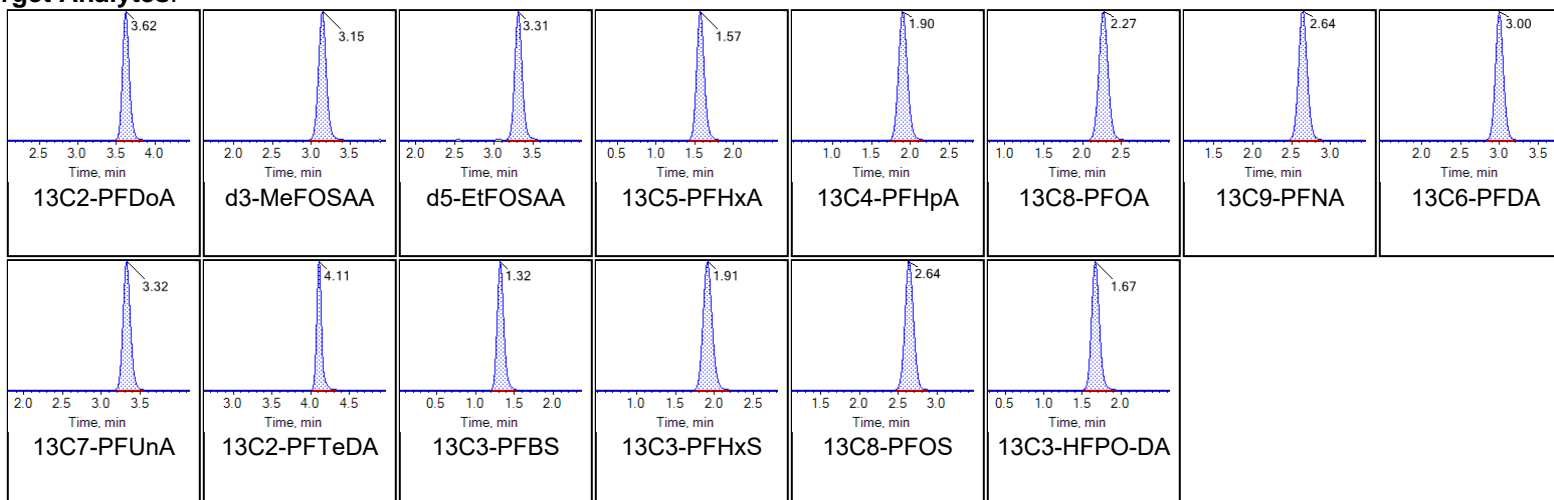 rget Analytes:
3.62
2.5 3.0 3.5 4.0
Time, min
13C2-PFDoA
3.15
2.0 2.5 3.0 3.5
Time, min
d3-MeFOSAA
3.31
2.0 2.5 3.0 3.5
Time, min
d5-EtFOSAA
1.57
0.5 1.0 1.5 2.0
Time, min
13C5-PFHxA
1.90
1.0 1.5 2.0 2.5
Time, min
13C4-PFHpA
2.27
1.0 1.5 2.0 2.5
Time, min
13C8-PFOA
2.64
1.5 2.0 2.5 3.0
Time, min
13C9-PFNA
3.00
2.0 2.5 3.0 3.5
Time, min
13C6-PFDA
3.32
2.0 2.5 3.0 3.5
Time, min
13C7-PFUnA
4.11
3.0 3.5 4.0 4.5
Time, min
13C2-PFTeDA
1.32
0.5 1.0 1.5 2.0
Time, min
13C3-PFBS
1.91
1.0 1.5 2.0 2.5
Time, min
13C3-PFHxS
2.64
1.5 2.0 2.5 3.0
Time, min
13C8-PFOS
1.67
0.5 1.0 1.5 2.0
Time, min
13C3-HFPO-DA